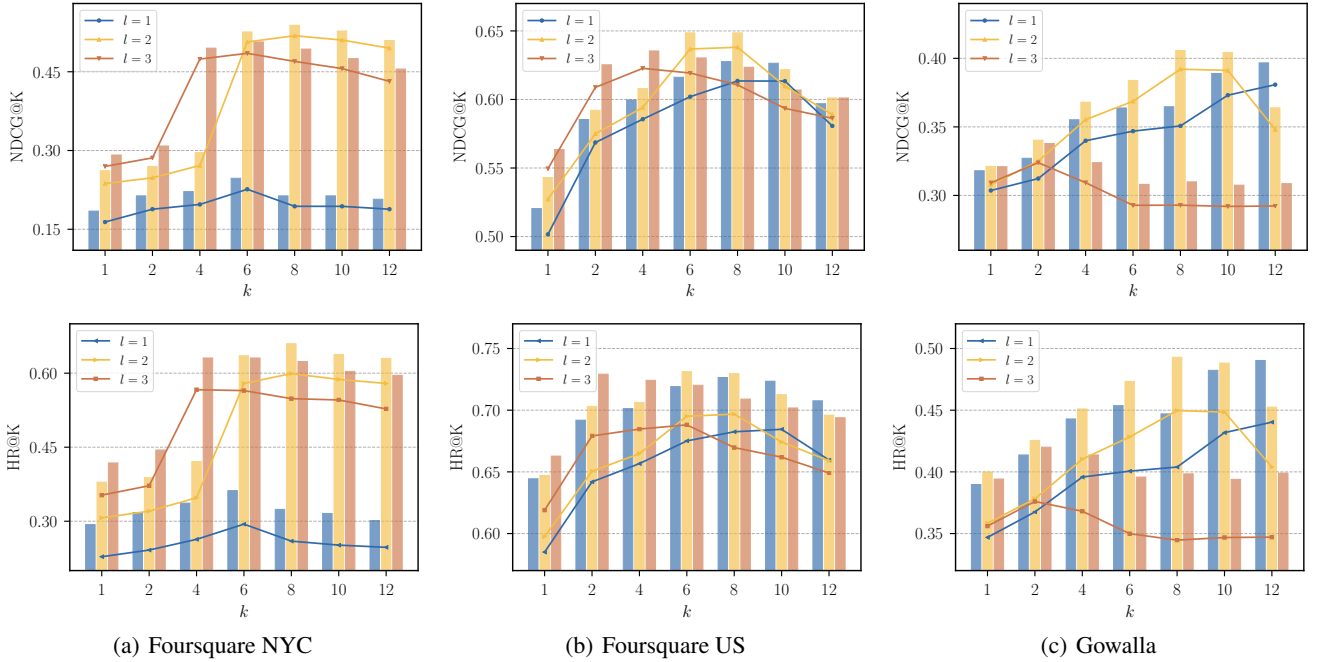 NDCG@K
0.45
0.30
0.15
l = 1
l = 2
l = 3
1 2 4 6 8 10 12
k
NDCG@K
0.65
0.60
0.55
0.50
l = 1
l = 2
l = 3
1 2 4 6 8 10 12
k
NDCG@K
0.40
0.35
0.30
l = 1
l = 2
l = 3
1 2 4 6 8 10 12
k
HR@K
0.60
0.45
0.30
l = 1
l = 2
l = 3
1 2 4 6 8 10 12
k
HR@K
0.75
0.70
0.65
0.60
l = 1
l = 2
l = 3
1 2 4 6 8 10 12
k
HR@K
0.50
0.45
0.40
0.35
l = 1
l = 2
l = 3
1 2 4 6 8 10 12
k
(a) Foursquare NYC
(b) Foursquare US
(c) Gowalla